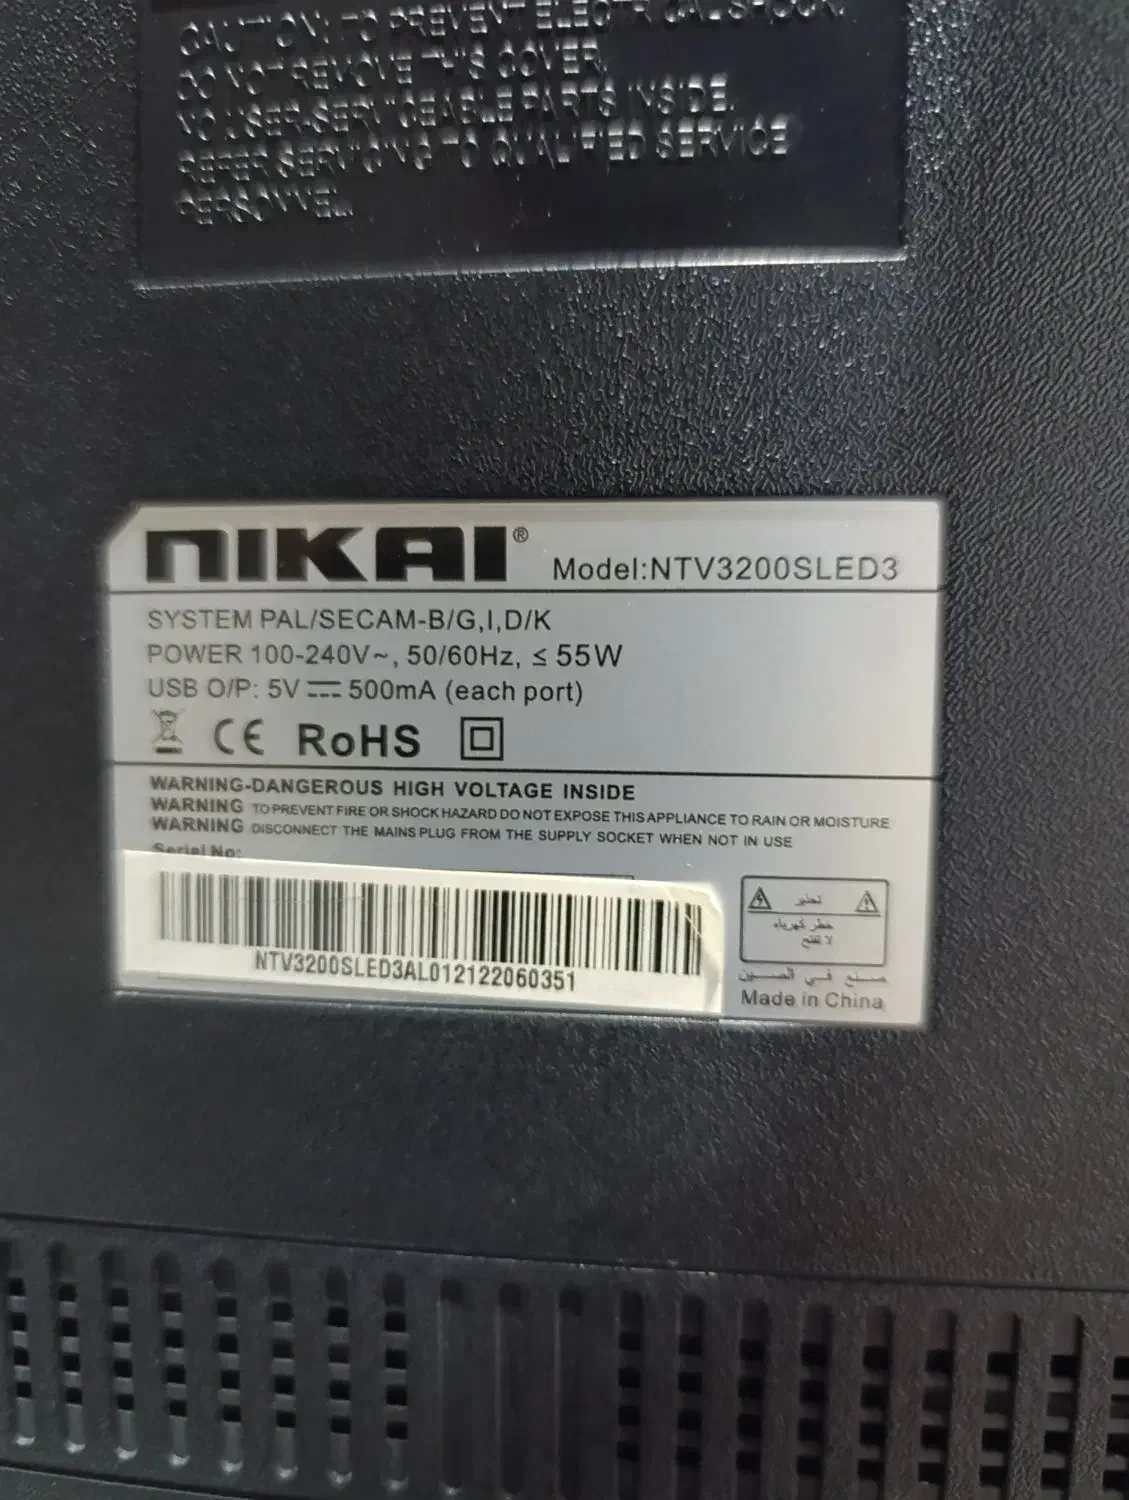 CAUTION: TO PREVENT ELECTRICAL SHOCK
DO NOT REMOVE THIS COVER.
NO USER-SERVICEABLE PARTS INSIDE.
REFER SERVICING TO QUALIFIED SERVICE
PERSONNEL.
NIKAI® Model:NTV3200SLED3
SYSTEM PAL/SECAM-B/G,I,D/K
POWER 100-240V~, 50/60Hz, ≤ 55W
USB O/P: 5V ⎓ 500mA (each port)
CE RoHS
WARNING-DANGEROUS HIGH VOLTAGE INSIDE
WARNING TO PREVENT FIRE OR SHOCK HAZARD DO NOT EXPOSE THIS APPLIANCE TO RAIN OR MOISTURE
WARNING DISCONNECT THE MAINS PLUG FROM THE SUPPLY SOCKET WHEN NOT IN USE
Serial No:
NTV3200SLED3AL012122060351
تحذير
خطر كهرباء
لا تفتح
صنع في الصين
Made in China